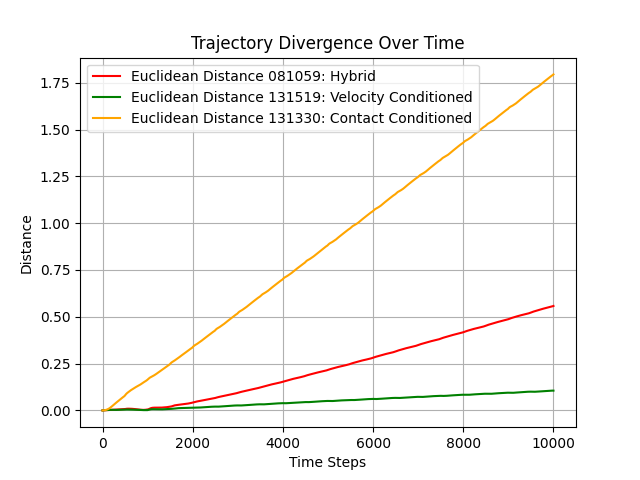 Trajectory Divergence Over Time
Euclidean Distance 081059: Hybrid
Euclidean Distance 131519: Velocity Conditioned
Euclidean Distance 131330: Contact Conditioned
Distance
1.75
1.50
1.25
1.00
0.75
0.50
0.25
0.00
0 2000 4000 6000 8000 10000
Time Steps